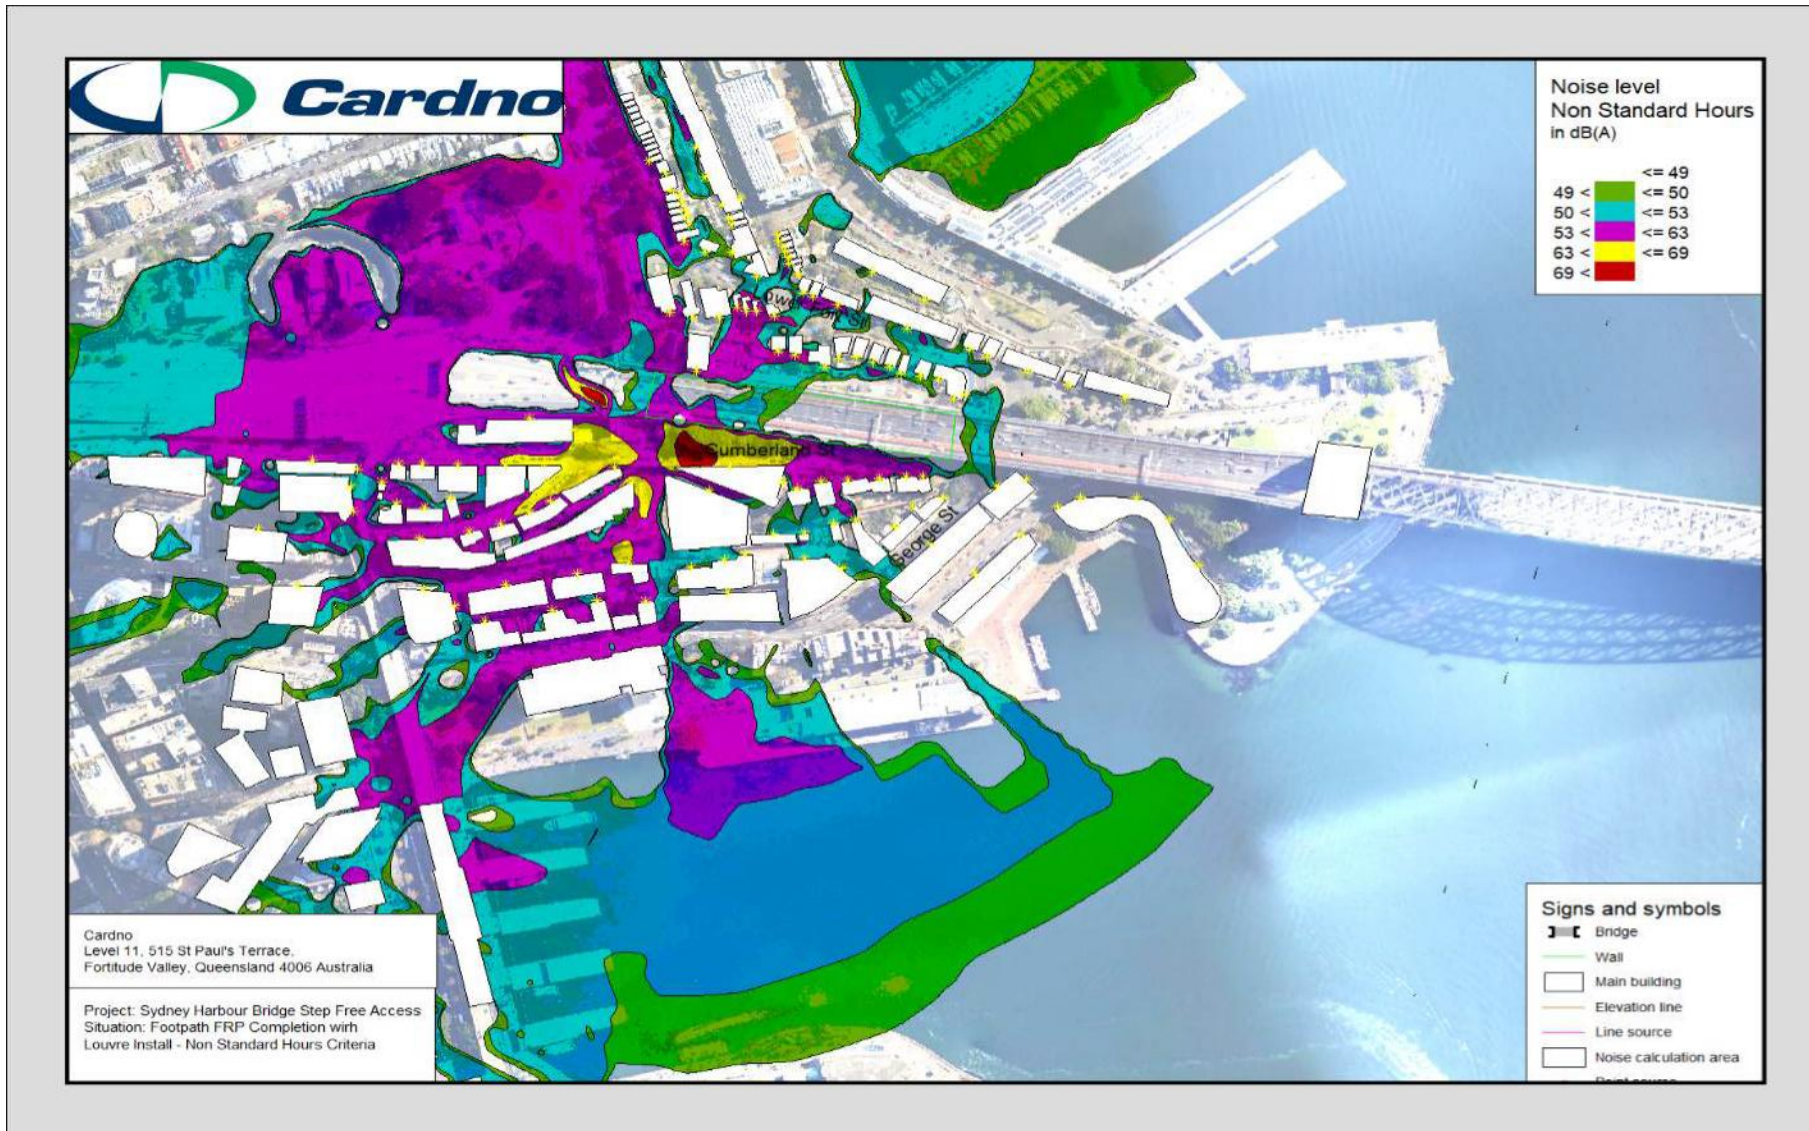 Cardno
Noise level
Non Standard Hours
in dB(A)
<= 49
49 < <= 50
50 < <= 53
53 < <= 63
63 < <= 69
69 <
Cumberland St
George St
Signs and symbols
Bridge
Wall
Main building
Elevation line
Line source
Noise calculation area
Cardno
Level 11, 515 St Paul's Terrace,
Fortitude Valley, Queensland 4006 Australia
Project: Sydney Harbour Bridge Step Free Access
Situation: Footpath FRP Completion wirh
Louvre Install - Non Standard Hours Criteria